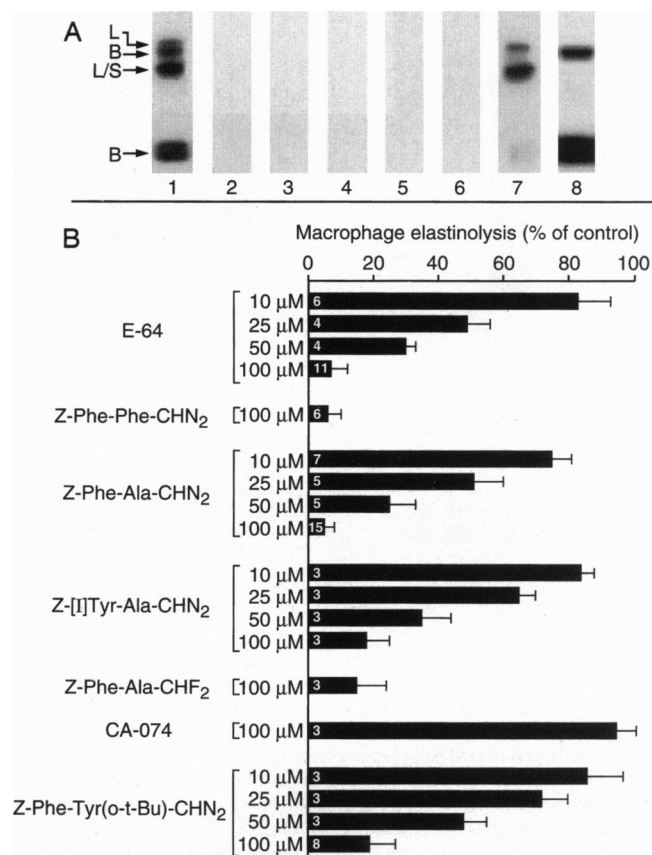 A
L
B
L/S
B
1 2 3 4 5 6 7 8
B
Macrophage elastinolysis (% of control)
0 20 40 60 80 100
E-64
10 μM 6
25 μM 4
50 μM 4
100 μM 11
Z-Phe-Phe-CHN₂
100 μM 6
Z-Phe-Ala-CHN₂
10 μM 7
25 μM 5
50 μM 5
100 μM 15
Z-[I]Tyr-Ala-CHN₂
10 μM 3
25 μM 3
50 μM 3
100 μM 3
Z-Phe-Ala-CHF₂
100 μM 3
CA-074
100 μM 3
Z-Phe-Tyr(o-t-Bu)-CHN₂
10 μM 3
25 μM 3
50 μM 3
100 μM 8